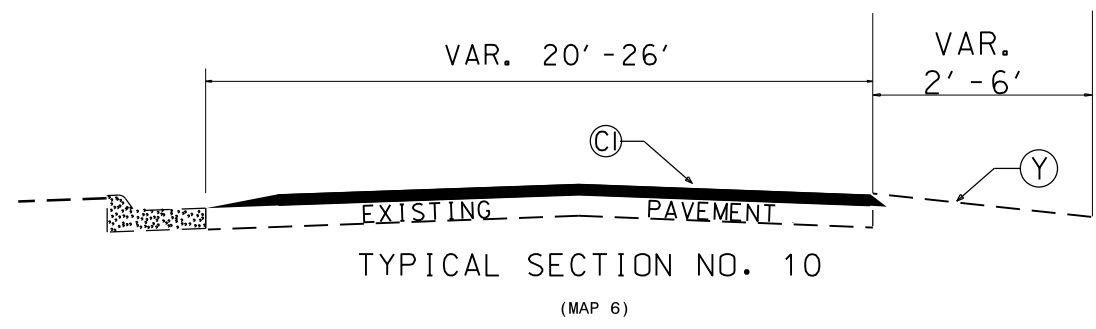 VAR. 20'-26'
VAR.
2'-6'
C1
Y
EXISTING PAVEMENT
TYPICAL SECTION NO. 10
(MAP 6)